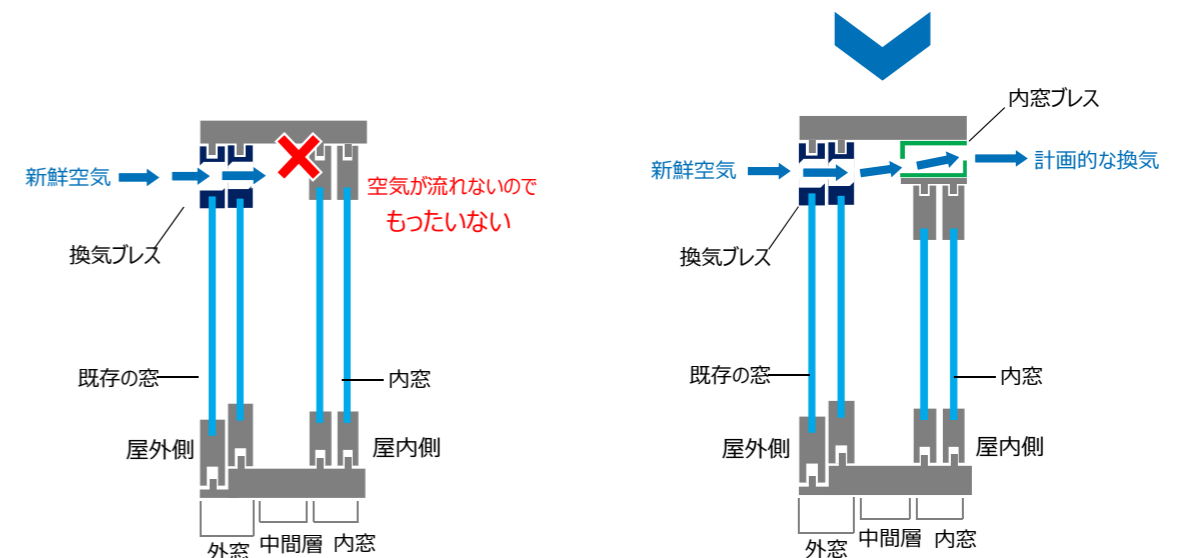 新鮮空気
空気が流れないので
もったいない
換気ブレス
既存の窓
内窓
屋外側
屋内側
外窓
中間層
内窓
内窓ブレス
新鮮空気
計画的な換気
換気ブレス
既存の窓
内窓
屋外側
屋内側
外窓
中間層
内窓